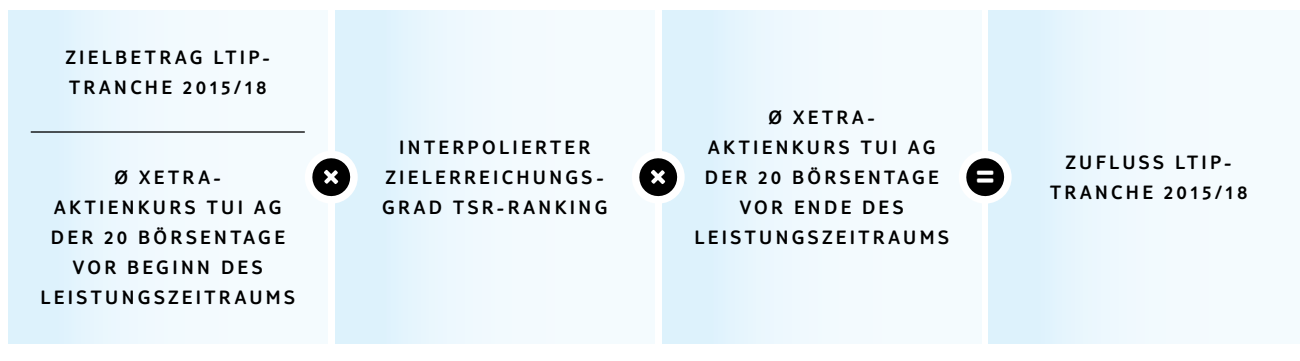 ZIELBETRAG LTIP-
TRANCHE 2015/18
Ø XETRA-
AKTIENKURS TUI AG
DER 20 BÖRSENTAGE
VOR BEGINN DES
LEISTUNGSZEITRAUMS
×
INTERPOLIERTER
ZIELERREICHUNGS-
GRAD TSR-RANKING
×
Ø XETRA-
AKTIENKURS TUI AG
DER 20 BÖRSENTAGE
VOR ENDE DES
LEISTUNGSZEITRAUMS
=
ZUFLUSS LTIP-
TRANCHE 2015/18